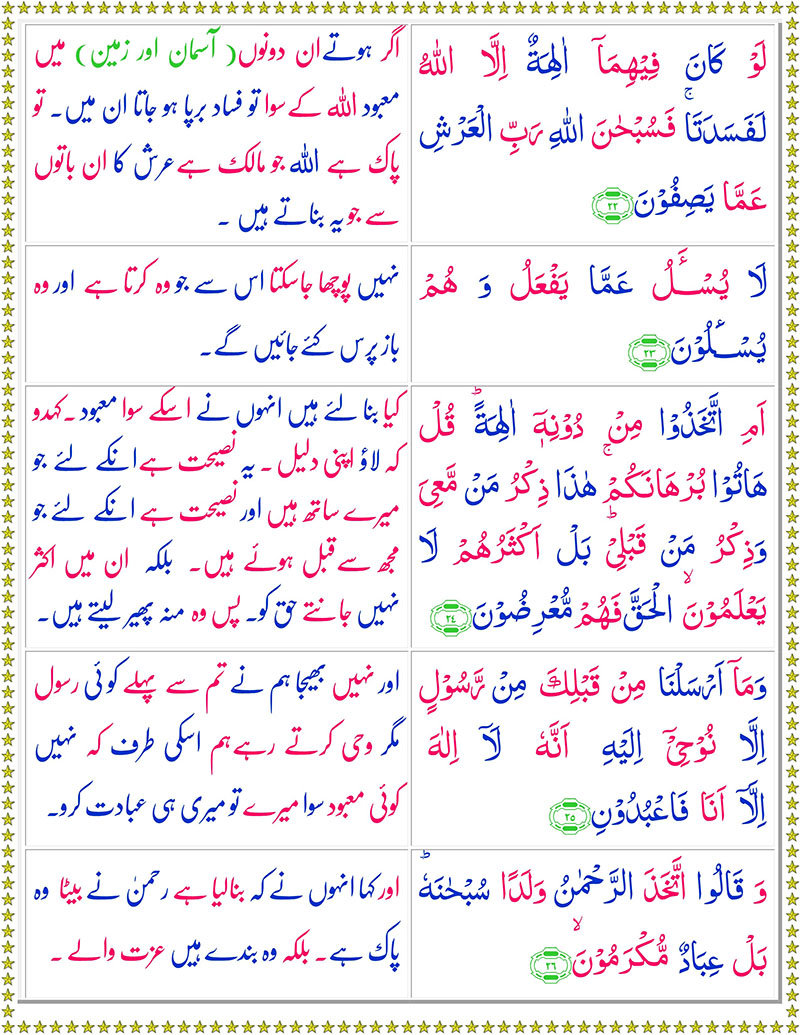 لَوْ كَانَ فِيْهِمَآ اٰلِهَةٌ اِلَّا اللّٰهُ
لَفَسَدَتَا ۚ فَسُبْحٰنَ اللّٰهِ رَبِّ الْعَرْشِ
عَمَّا يَصِفُوْنَ ٢٢
اگر ہوتے ان دونوں (آسمان اور زمین) میں
معبود اللہ کے سوا تو فساد برپا ہو جاتا ان میں۔ تو
پاک ہے اللہ جو مالک ہے عرش کا ان باتوں
سے جو یہ بناتے ہیں ۔
لَا يُسْـَٔلُ عَمَّا يَفْعَلُ وَ هُمْ
يُسْـَٔلُوْنَ ٢٣
نہیں پوچھا جاسکتا اس سے جو وہ کرتا ہے اور وہ
باز پرس کئے جائیں گے۔
اَمِ اتَّخَذُوْا مِنْ دُوْنِهٖٓ اٰلِهَةً ؕ قُلْ
هَاتُوْا بُرْهَانَكُمْ ۚ هٰذَا ذِكْرُ مَنْ مَّعِىَ
وَذِكْرُ مَنْ قَبْلِىْ ؕ بَلْ اَكْثَرُهُمْ لَا
يَعْلَمُوْنَ ۙ الْحَقَّ فَهُمْ مُّعْرِضُوْنَ ٢٤
کیا بنا لئے ہیں انہوں نے اسکے سوا معبود ۔ کہدو
کہ لاؤ اپنی دلیل ۔ یہ نصیحت ہے انکے لئے جو
میرے ساتھ ہیں اور نصیحت ہے انکے لئے جو
مجھ سے قبل ہوئے ہیں۔ بلکہ ان میں اکثر
نہیں جانتے حق کو۔ پس وہ منہ پھیر لیتے ہیں۔
وَمَآ اَرْسَلْنَا مِنْ قَبْلِكَ مِنْ رَّسُوْلٍ
اِلَّا نُوْحِىْٓ اِلَيْهِ اَنَّهٗ لَآ اِلٰهَ
اِلَّآ اَنَا فَاعْبُدُوْنِ ٢٥
اور نہیں بھیجا ہم نے تم سے پہلے کوئی رسول
مگر وحی کرتے رہے ہم اسکی طرف کہ نہیں
کوئی معبود سوا میرے تو میری ہی عبادت کرو۔
وَ قَالُوا اتَّخَذَ الرَّحْمٰنُ وَلَدًا سُبْحٰنَهٗ ؕ
بَلْ عِبَادٌ مُّكْرَمُوْنَ ۙ ٢٦
اور کہا انہوں نے کہ بنالیا ہے رحمنٰ نے بیٹا وہ
پاک ہے۔ بلکہ وہ بندے ہیں عزت والے ۔